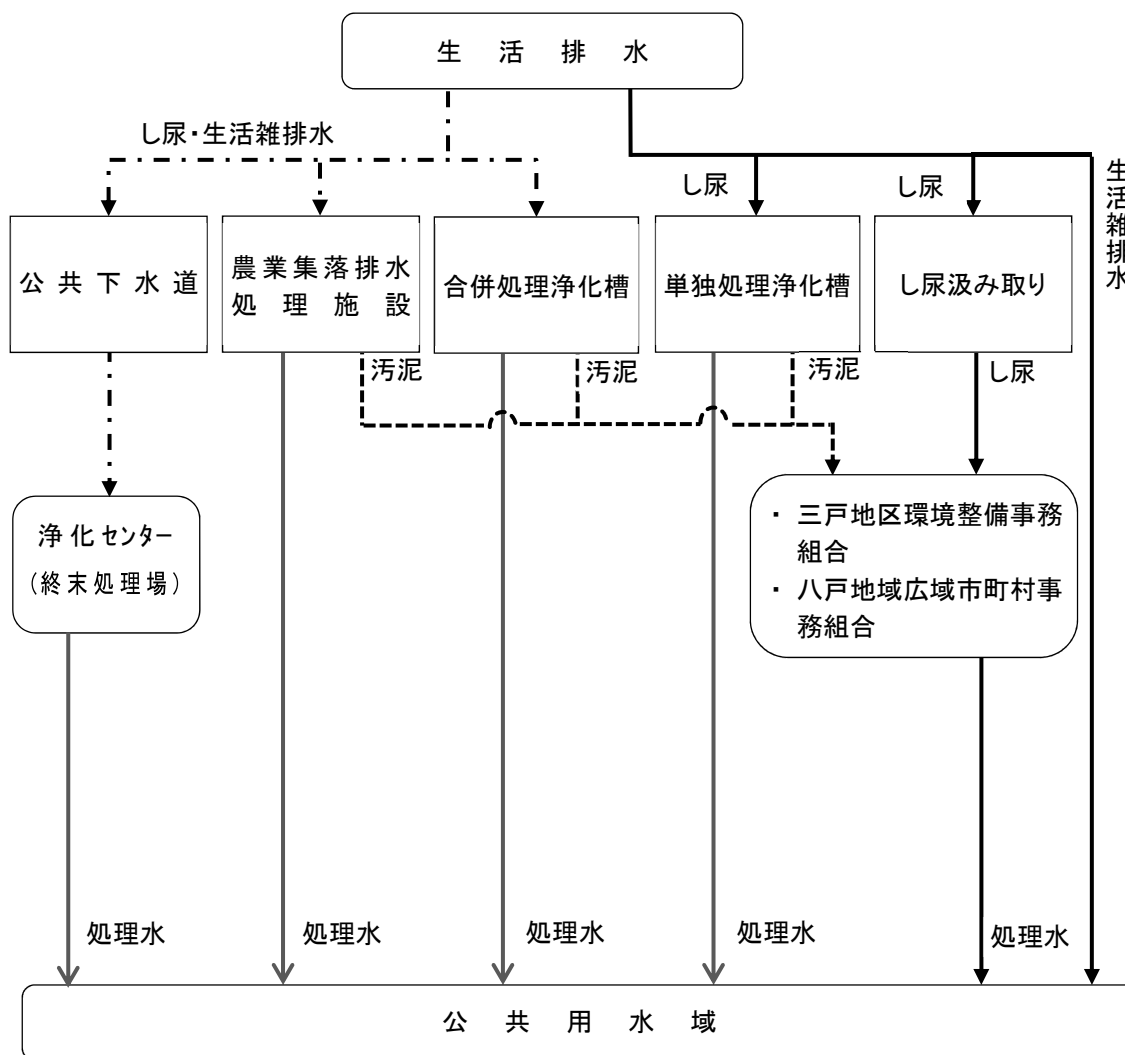 生活排水
し尿・生活雑排水
し尿
し尿
生活雑排水
公共下水道
農業集落排水
処理施設
合併処理浄化槽
単独処理浄化槽
し尿汲み取り
汚泥
汚泥
汚泥
し尿
浄化センター
(終末処理場)
・ 三戸地区環境整備事務
組合
・ 八戸地域広域市町村事
務組合
処理水
処理水
処理水
処理水
処理水
公共用水域